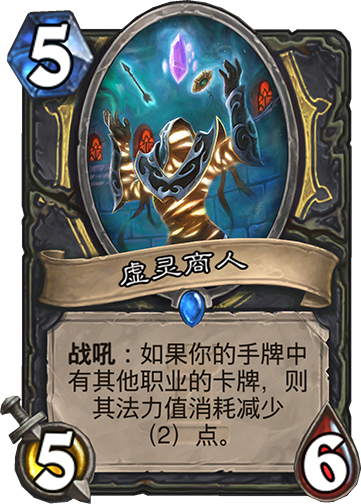 5
虚灵商人
战吼：如果你的手牌中
有其他职业的卡牌，则
其法力值消耗减少
（2）点。
5
6